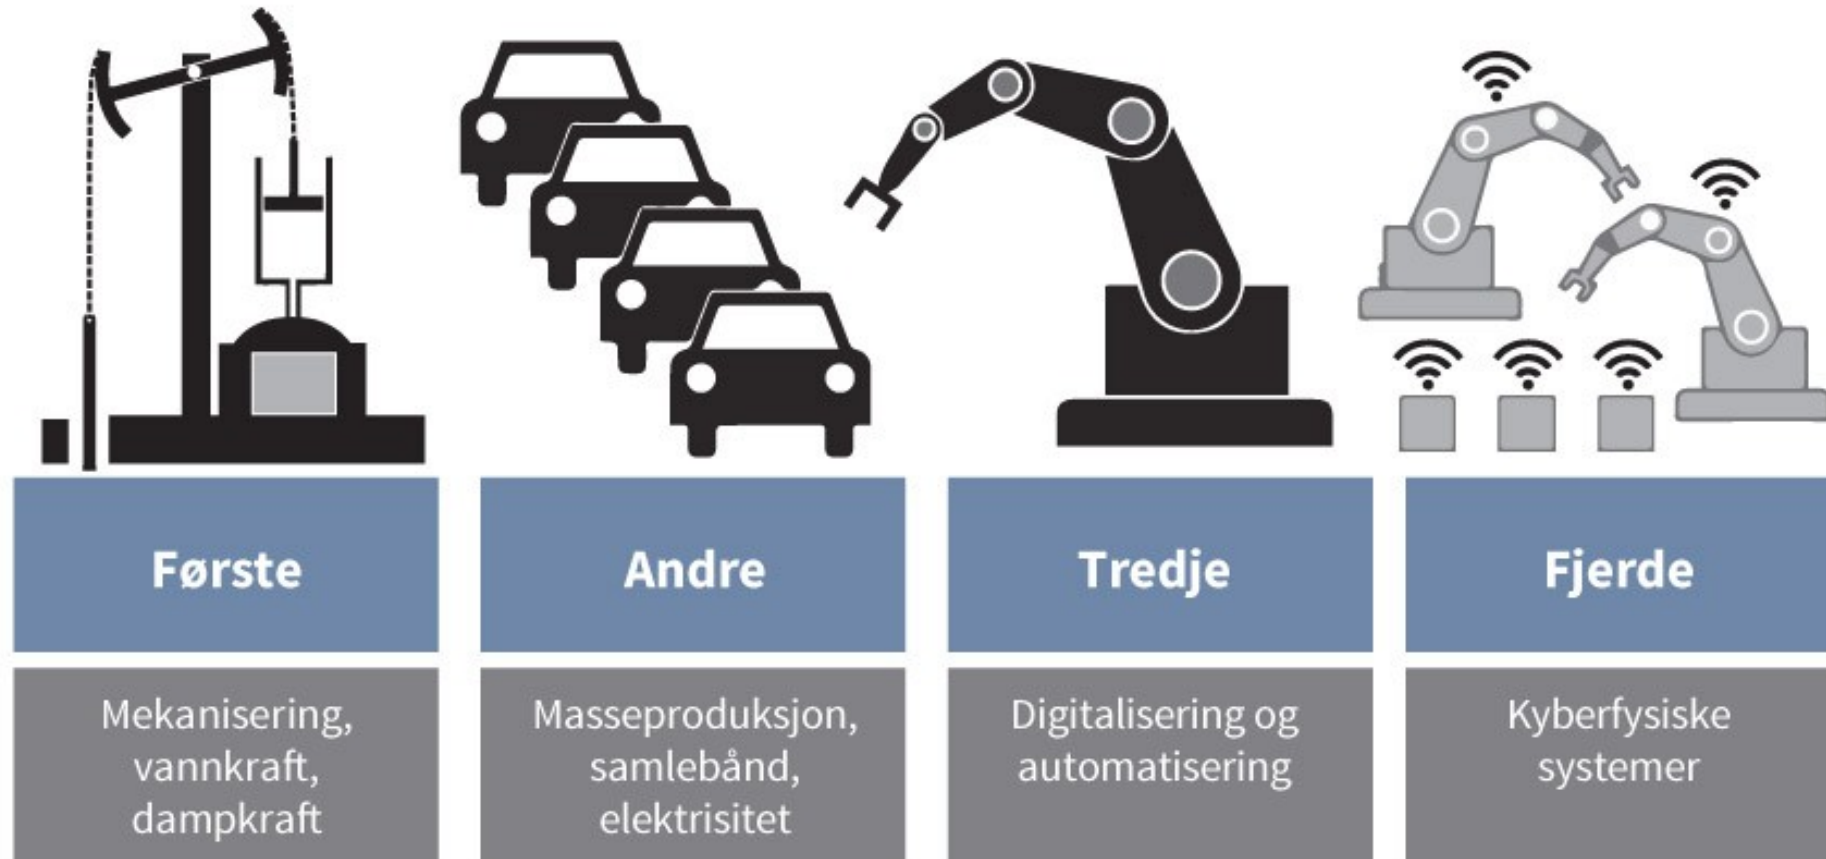 Første
Mekanisering,
vannkraft,
dampkraft
Andre
Masseproduksjon,
samlebånd,
elektrisitet
Tredje
Digitalisering og
automatisering
Fjerde
Kyberfysiske
systemer